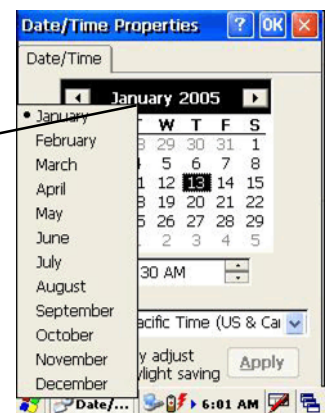 Date/Time Properties ? OK
Date/Time
January 2005
January
W T F S
February
29 30 31 1
March
5 6 7 8
April
12 13 14 15
May
19 20 21 22
26 27 28 29
June
2 3 4 5
July
30 AM
August
September
acific Time (US & Ca
October
November
y adjust
Apply
ylight saving
December
Date/... 6:01 AM